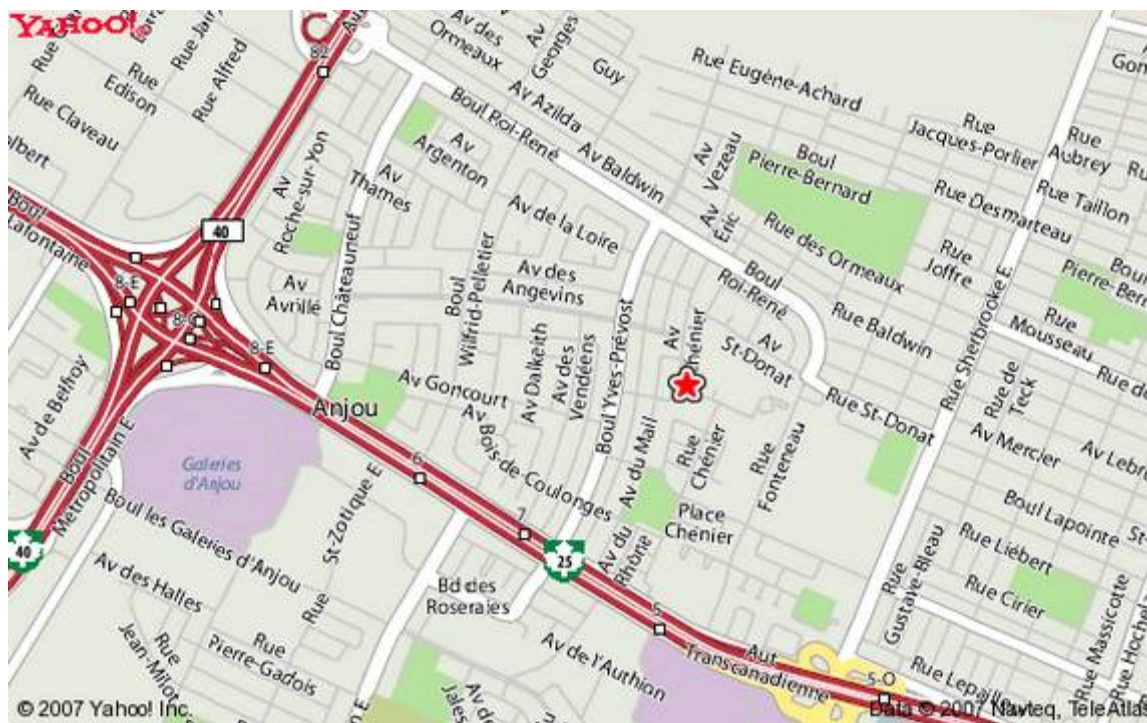 YAHOO!
Rue Jair
Rue Alfred
Rue
Edison
Rue Claveau
82
Av des
Ormeaux
Av
Georges
Guy
Av Azilda
Rue Eugène-Achard
Rue
Jacques-Porlier
Rue
Aubrey
Rue Taillon
Boul Roi-René
Av Baldwin
Av
Vezeau
Boul
Pierre-Bernard
Rue Desmarteau
Av
Argenton
Av
Thames
Av
Roche-sur-Yon
Av de la Loire
Av
Éric
Rue des Ormeaux
Rue
Joffre
Boul
Lafontaine
40
8-E
8-E
Av
Avrillé
Boul Châteauneuf
Boul
Wilfrid-Pelletier
Av des
Angevins
Boul
Roi-René
Rue Baldwin
Rue
Mousseau
Rue Sherbrooke E
Av de Belfroy
Anjou
Av Goncourt
Av Dalkeith
Av des
Vendéens
Boul Yves-Prévost
Av
Chénier
Av
St-Donat
Rue St-Donat
Rue de
Teck
Av Mercier
Galeries
d'Anjou
Boul
Métropolitain E
Av Bois-de-Coulonges
Av du Mail
Rue
Chénier
Rue
Fonteneau
Place
Chénier
Boul Lapointe
6
7
40
25
Boul les Galeries d'Anjou
St-Zotique E
Rue
Av du
Rhône
Rue Liébert
Rue
Gustave-Bleau
Rue Cirier
Rue Massicotte
Av des Halles
Bd des
Roseraies
5
Rue
Jean-Milot
Rue
Pierre-Gadois
Av de l'Authion
Aut
Transcanadienne
5-O
Rue Lepailleur
© 2007 Yahoo! Inc.
Data © 2007 Navteq, TeleAtlas